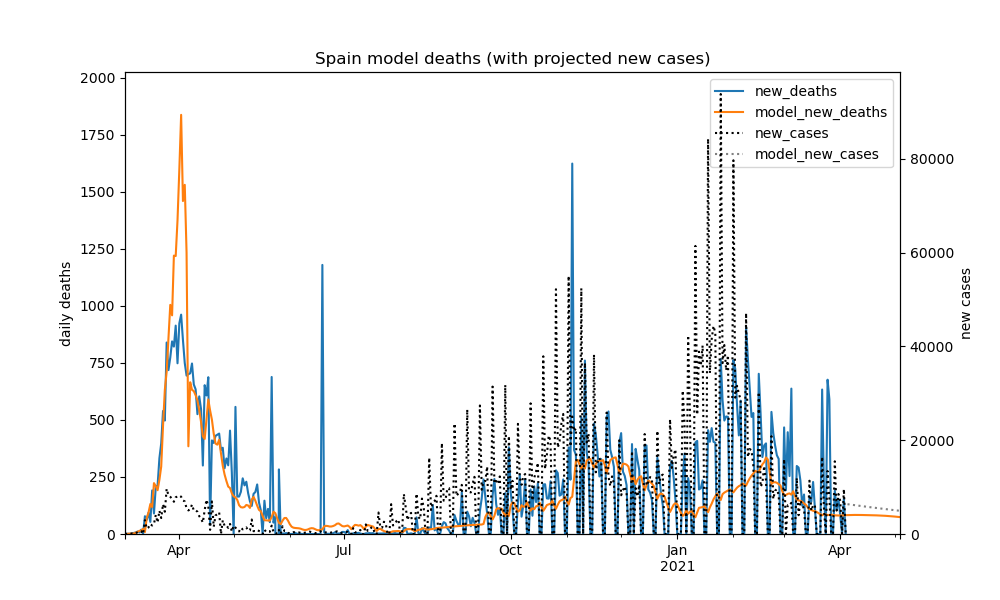 Spain model deaths (with projected new cases)
2000
1750
1500
1250
1000
750
500
250
0
daily deaths
new_deaths
model_new_deaths
new_cases
model_new_cases
80000
60000
40000
20000
0
new cases
Apr
Jul
Oct
Jan
2021
Apr